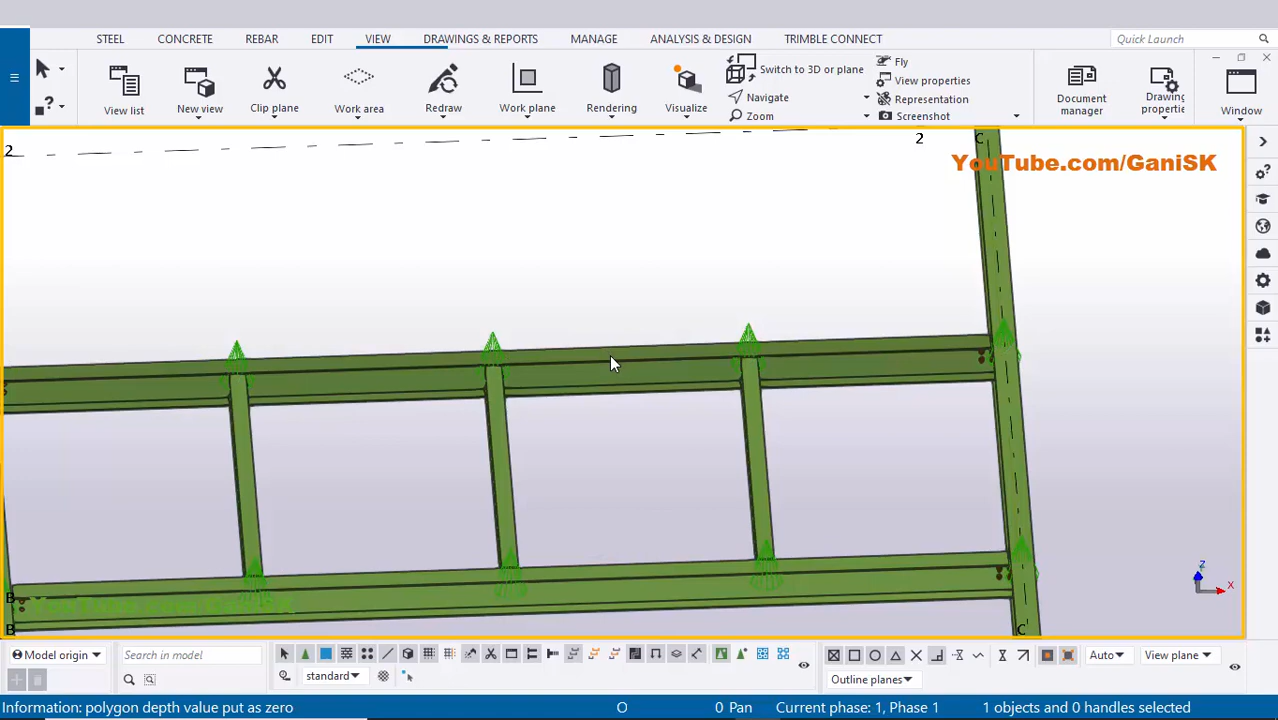 STEEL CONCRETE REBAR EDIT VIEW DRAWINGS & REPORTS MANAGE ANALYSIS & DESIGN TRIMBLE CONNECT Quick Launch
View list New view Clip plane Work area Redraw Work plane Rendering Visualize Switch to 3D or plane Navigate Zoom Fly View properties Representation Screenshot Document manager Drawing properti Window
2 2 C
YouTube.com/GaniSK
B
B C
Z
X
Model origin Search in model standard Auto View plane
Outline planes
Information: polygon depth value put as zero O 0 Pan Current phase: 1, Phase 1 1 objects and 0 handles selected